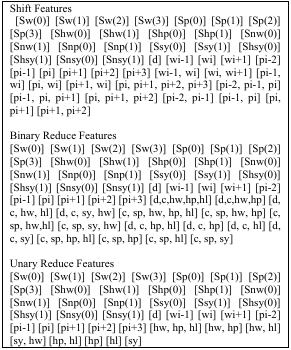 Shift Features
[Sw(0)] [Sw(1)] [Sw(2)] [Sw(3)] [Sp(0)] [Sp(1)] [Sp(2)]
[Sp(3)] [Shw(0)] [Shw(1)] [Shp(0)] [Shp(1)] [Snw(0)]
[Snw(1)] [Snp(0)] [Snp(1)] [Ssy(0)] [Ssy(1)] [Shsy(0)]
[Shsy(1)] [Snsy(0)] [Snsy(1)] [d] [wi-1] [wi] [wi+1] [pi-2]
[pi-1] [pi] [pi+1] [pi+2] [pi+3] [wi-1, wi] [wi, wi+1] [pi-1,
wi] [pi, wi] [pi+1, wi] [pi, pi+1, pi+2, pi+3] [pi-2, pi-1, pi]
[pi-1, pi, pi+1] [pi, pi+1, pi+2] [pi-2, pi-1] [pi-1, pi] [pi,
pi+1] [pi+1, pi+2]
Binary Reduce Features
[Sw(0)] [Sw(1)] [Sw(2)] [Sw(3)] [Sp(0)] [Sp(1)] [Sp(2)]
[Sp(3)] [Shw(0)] [Shw(1)] [Shp(0)] [Shp(1)] [Snw(0)]
[Snw(1)] [Snp(0)] [Snp(1)] [Ssy(0)] [Ssy(1)] [Shsy(0)]
[Shsy(1)] [Snsy(0)] [Snsy(1)] [d] [wi-1] [wi] [wi+1] [pi-2]
[pi-1] [pi] [pi+1] [pi+2] [pi+3] [d,c,hw,hp,hl] [d,c,hw,hp] [d,
c, hw, hl] [d, c, sy, hw] [c, sp, hw, hp, hl] [c, sp, hw, hp] [c,
sp, hw,hl] [c, sp, sy, hw] [d, c, hp, hl] [d, c, hp] [d, c, hl] [d,
c, sy] [c, sp, hp, hl] [c, sp, hp] [c, sp, hl] [c, sp, sy]
Unary Reduce Features
[Sw(0)] [Sw(1)] [Sw(2)] [Sw(3)] [Sp(0)] [Sp(1)] [Sp(2)]
[Sp(3)] [Shw(0)] [Shw(1)] [Shp(0)] [Shp(1)] [Snw(0)]
[Snw(1)] [Snp(0)] [Snp(1)] [Ssy(0)] [Ssy(1)] [Shsy(0)]
[Shsy(1)] [Snsy(0)] [Snsy(1)] [d] [wi-1] [wi] [wi+1] [pi-2]
[pi-1] [pi] [pi+1] [pi+2] [pi+3] [hw, hp, hl] [hw, hp] [hw, hl]
[sy, hw] [hp, hl] [hp] [hl] [sy]